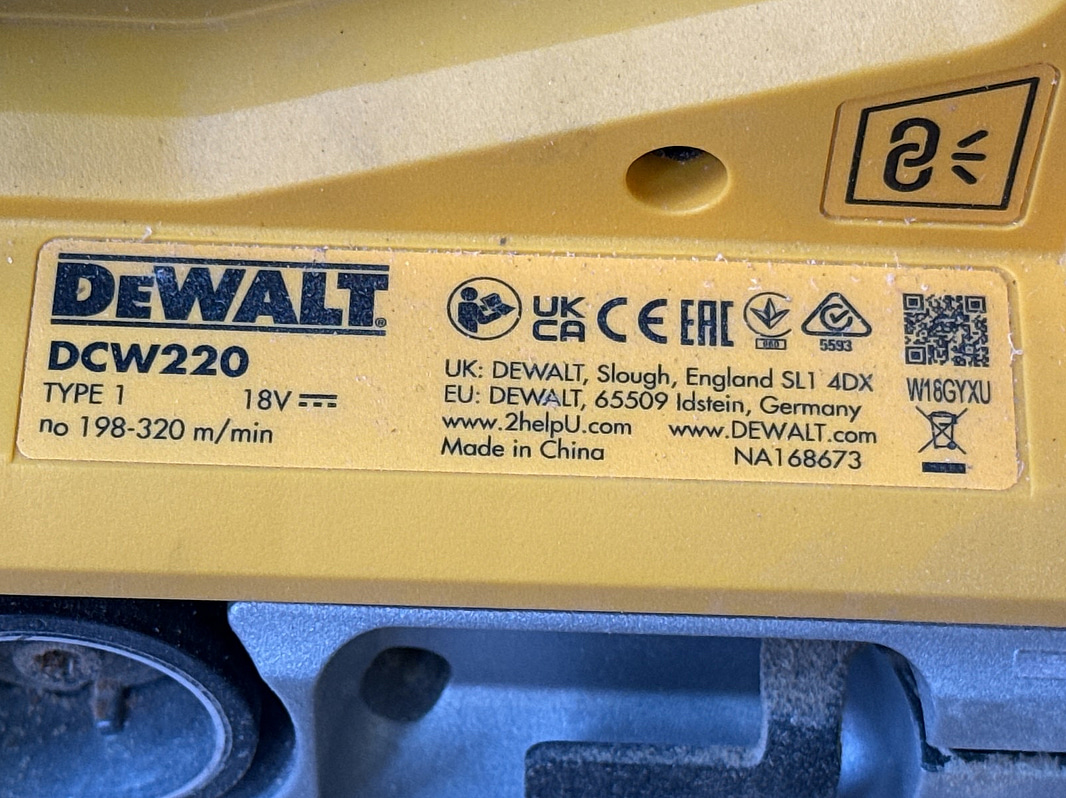 DEWALT®
DCW220
TYPE 1 18V
no 198-320 m/min
UK CA CE EAC
5593
UK: DEWALT, Slough, England SL1 4DX
EU: DEWALT, 65509 Idstein, Germany
www.2helpU.com www.DEWALT.com
Made in China NA168673
W18GYXU